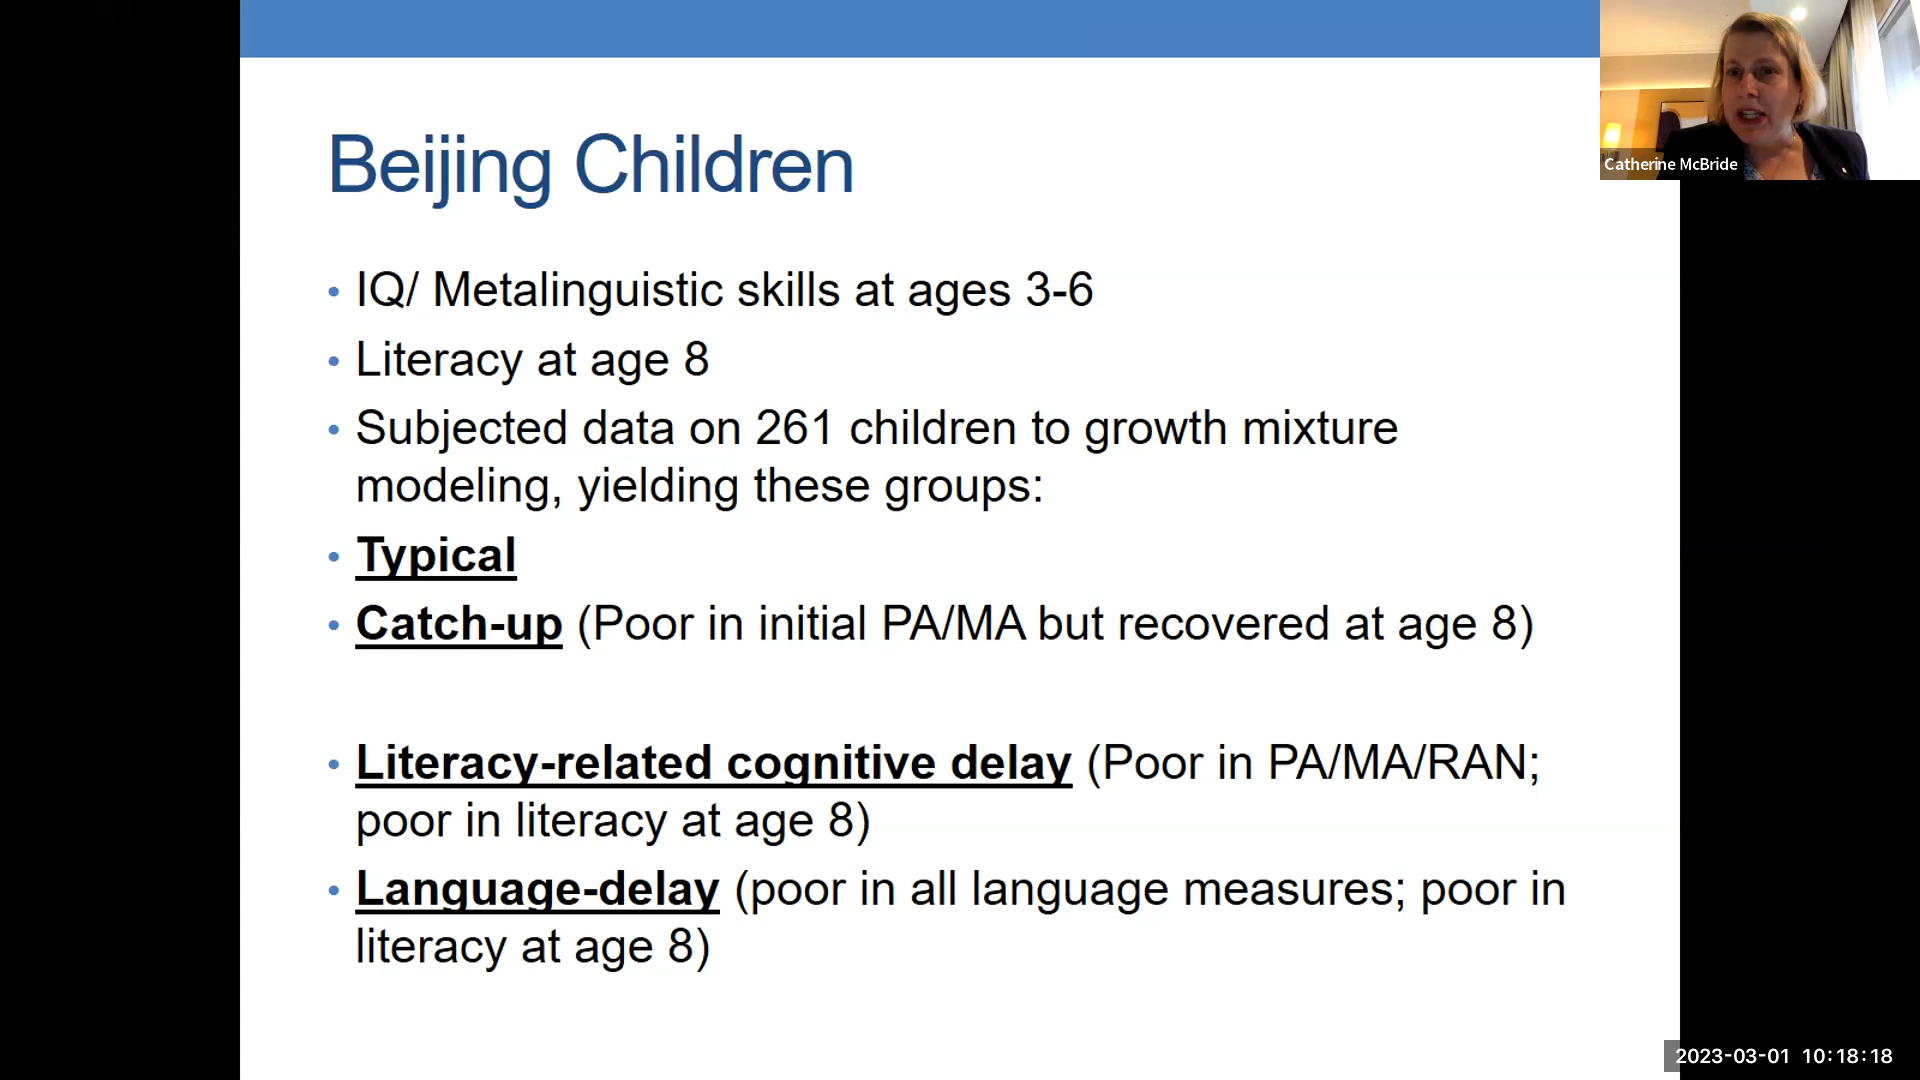 Beijing Children
• IQ/ Metalinguistic skills at ages 3-6
• Literacy at age 8
• Subjected data on 261 children to growth mixture
modeling, yielding these groups:
• Typical
• Catch-up (Poor in initial PA/MA but recovered at age 8)
• Literacy-related cognitive delay (Poor in PA/MA/RAN;
poor in literacy at age 8)
• Language-delay (poor in all language measures; poor in
literacy at age 8)
Catherine McBride
2023-03-01 10:18:18